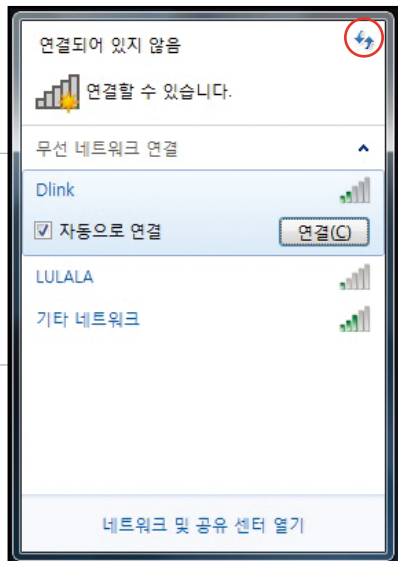 연결되어 있지 않음
연결할 수 있습니다.
무선 네트워크 연결
Dlink
자동으로 연결
연결(C)
LULALA
기타 네트워크
네트워크 및 공유 센터 열기